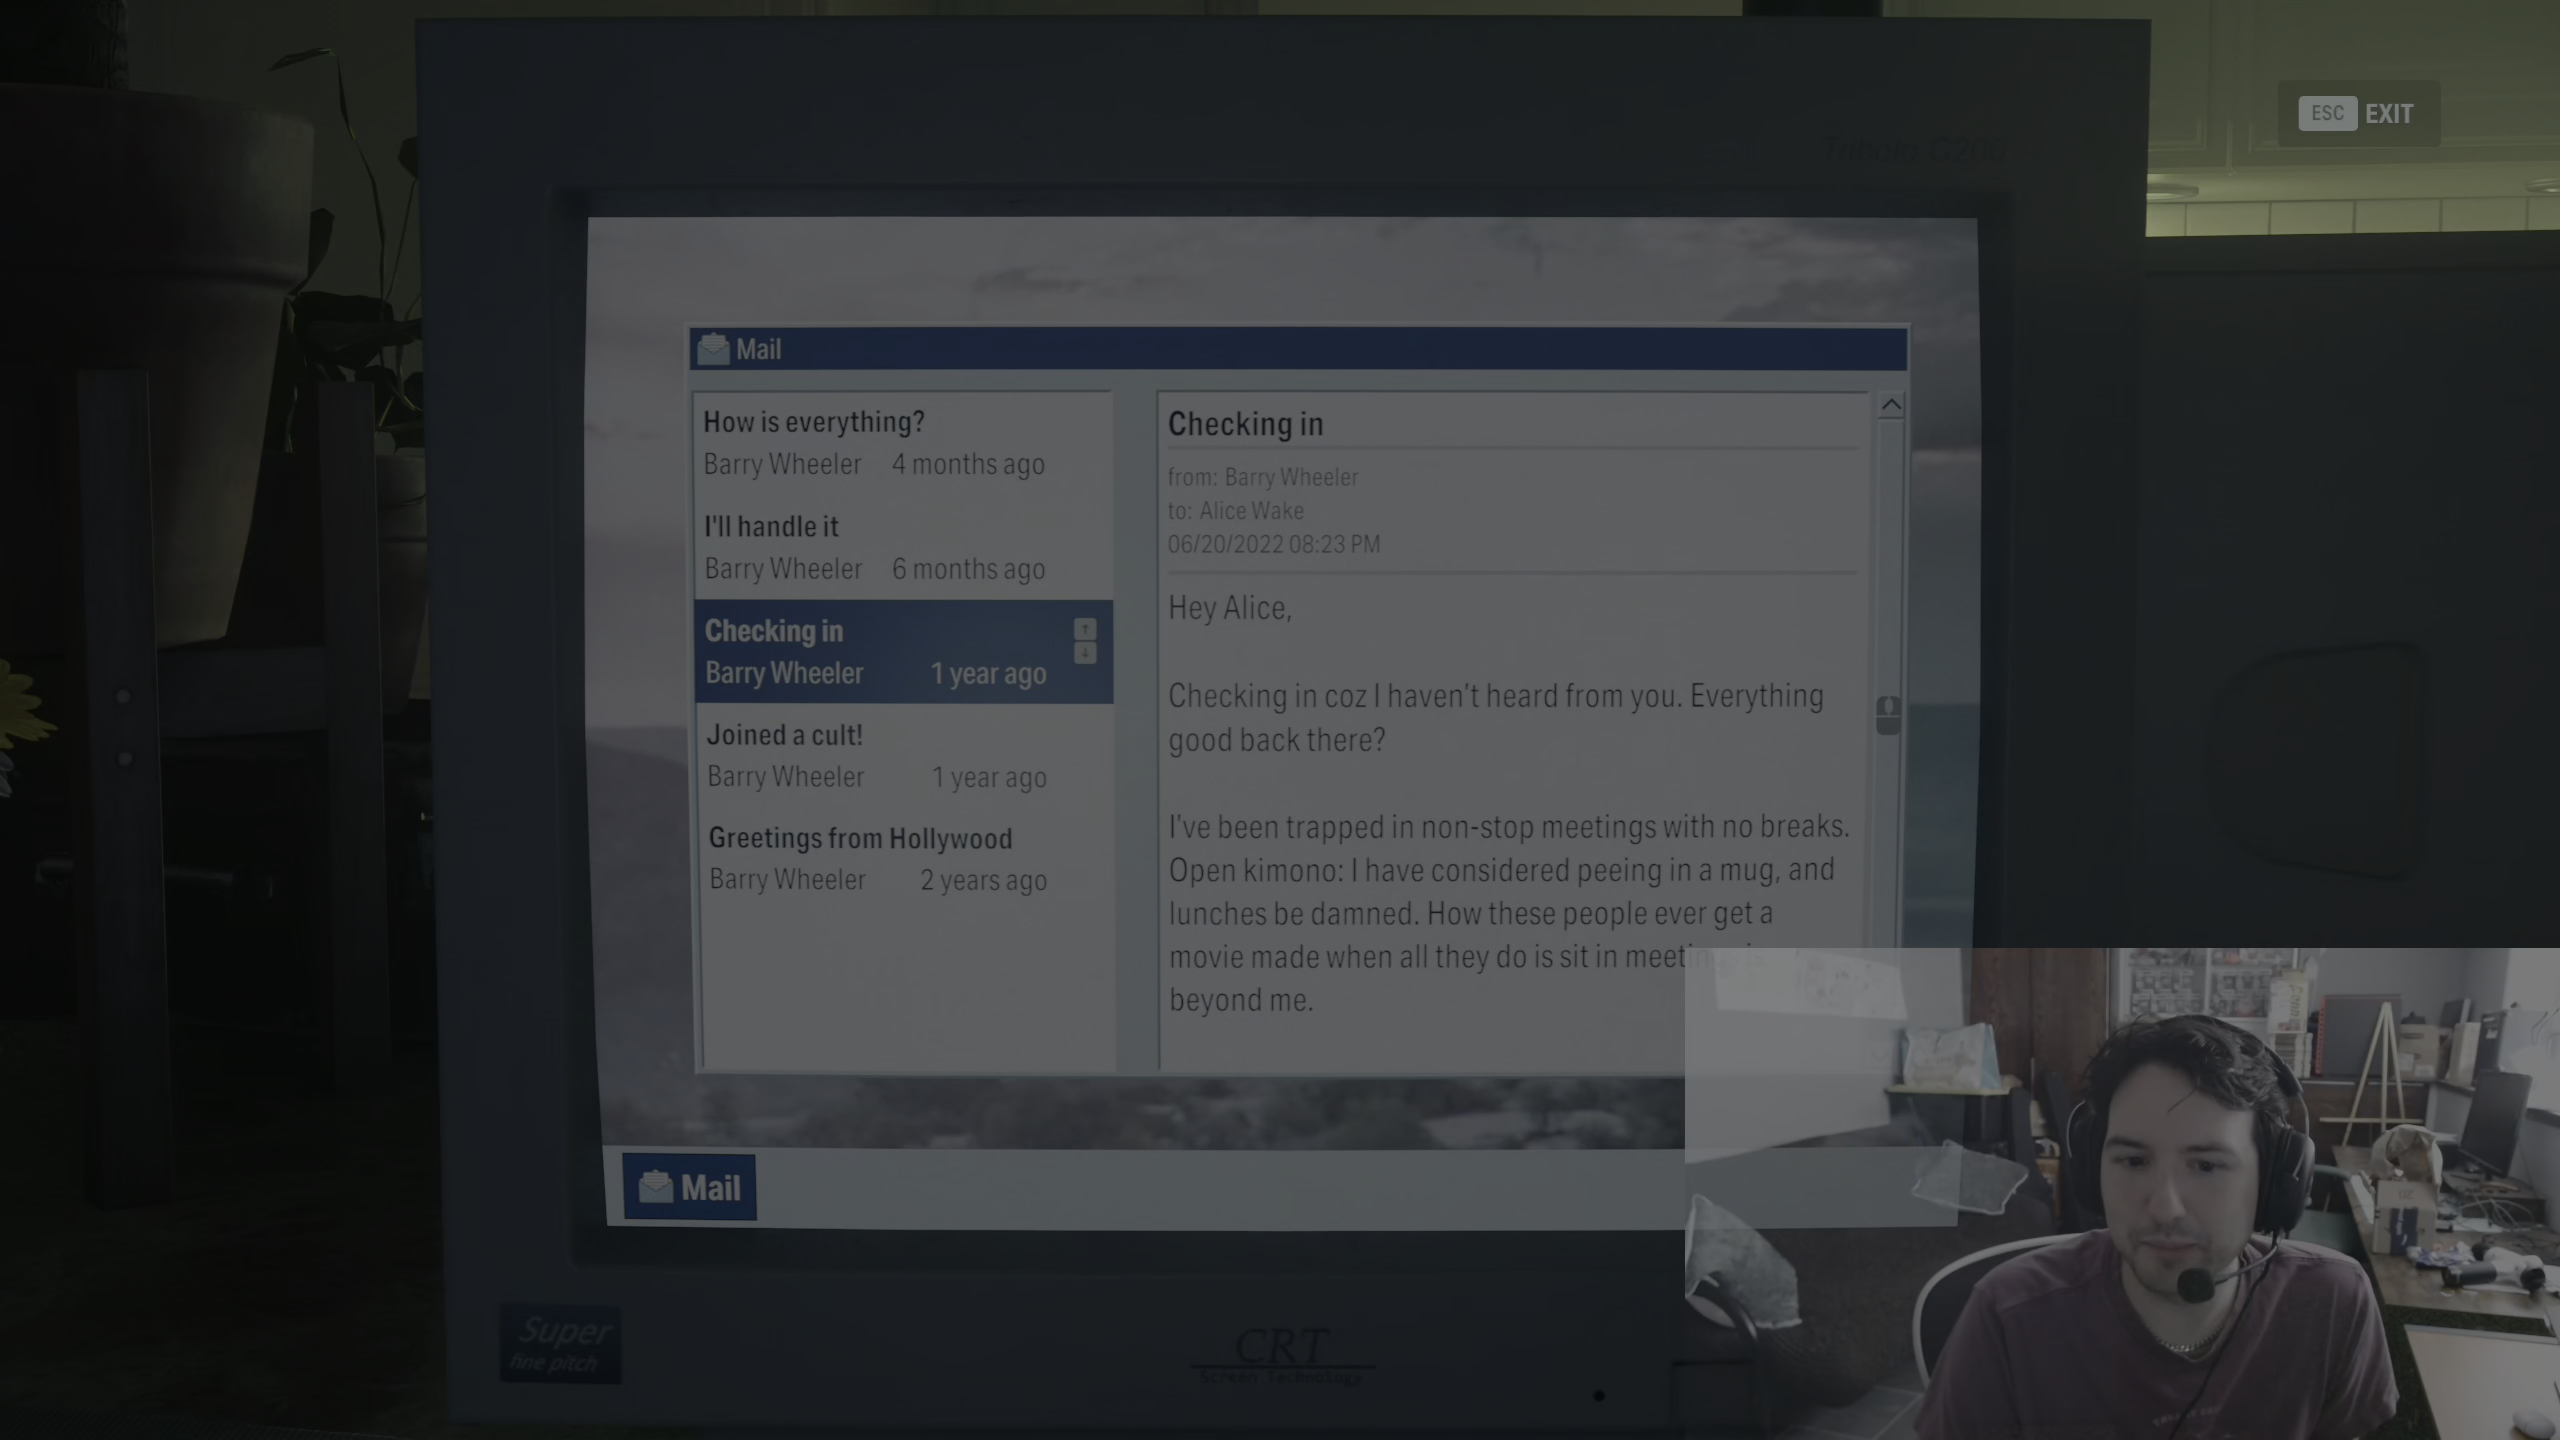 ESC EXIT
Mail
How is everything?
Barry Wheeler 4 months ago
I'll handle it
Barry Wheeler 6 months ago
Checking in
Barry Wheeler 1 year ago
Joined a cult!
Barry Wheeler 1 year ago
Greetings from Hollywood
Barry Wheeler 2 years ago
Checking in
from: Barry Wheeler
to: Alice Wake
06/20/2022 08:23 PM
Hey Alice,
Checking in coz I haven't heard from you. Everything
good back there?
I've been trapped in non-stop meetings with no breaks.
Open kimono: I have considered peeing in a mug, and
lunches be damned. How these people ever get a
movie made when all they do is sit in
beyond me.
Mail
Super
fine pitch
CRT
Screen Technology